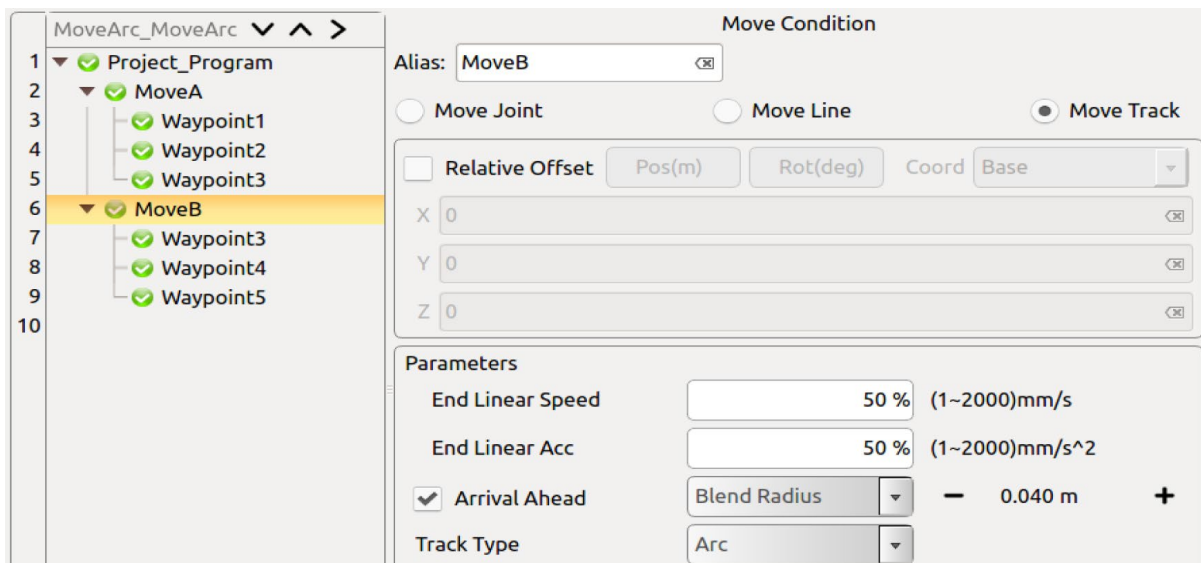 MoveArc_MoveArc
1 Project_Program
2 MoveA
3 Waypoint1
4 Waypoint2
5 Waypoint3
6 MoveB
7 Waypoint3
8 Waypoint4
9 Waypoint5
10
Move Condition
Alias: MoveB
Move Joint Move Line Move Track
Relative Offset Pos(m) Rot(deg) Coord Base
X 0
Y 0
Z 0
Parameters
End Linear Speed 50 % (1~2000)mm/s
End Linear Acc 50 % (1~2000)mm/s^2
Arrival Ahead Blend Radius − 0.040 m +
Track Type Arc